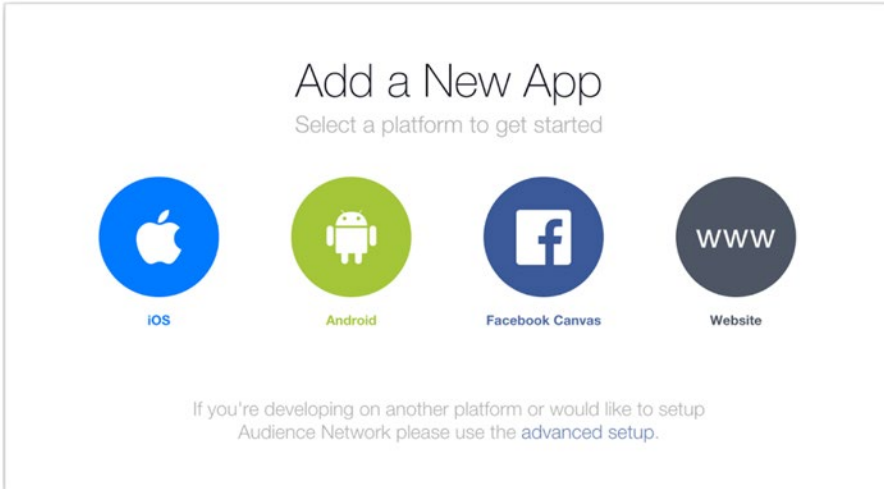 Add a New App
Select a platform to get started
www
iOS
Android
Facebook Canvas
Website
If you're developing on another platform or would like to setup
Audience Network please use the advanced setup.